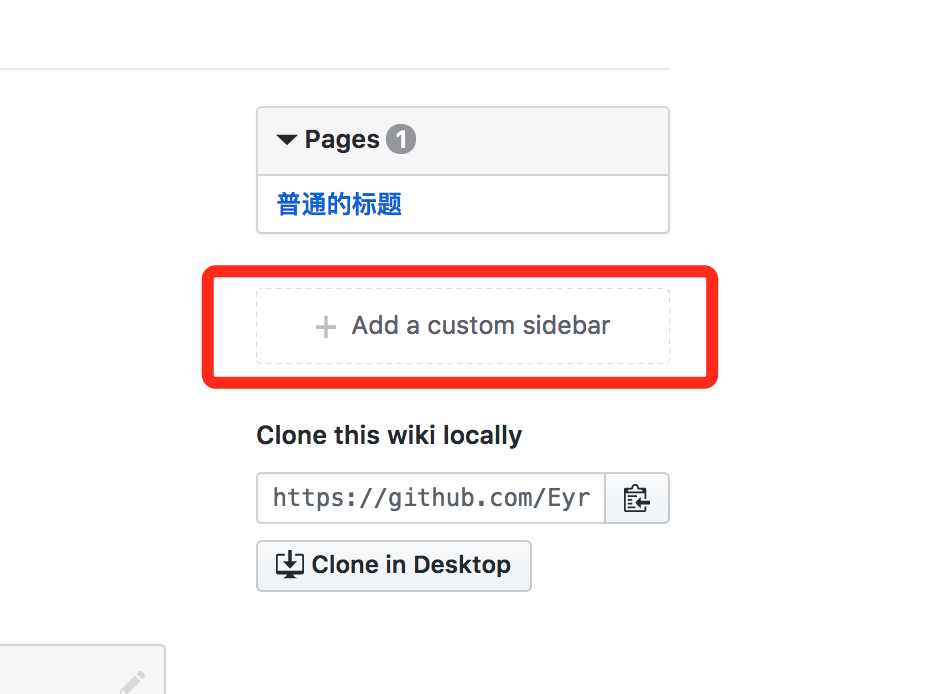 Pages 1
普通的标题
Add a custom sidebar
Clone this wiki locally
https://github.com/Eyr
Clone in Desktop